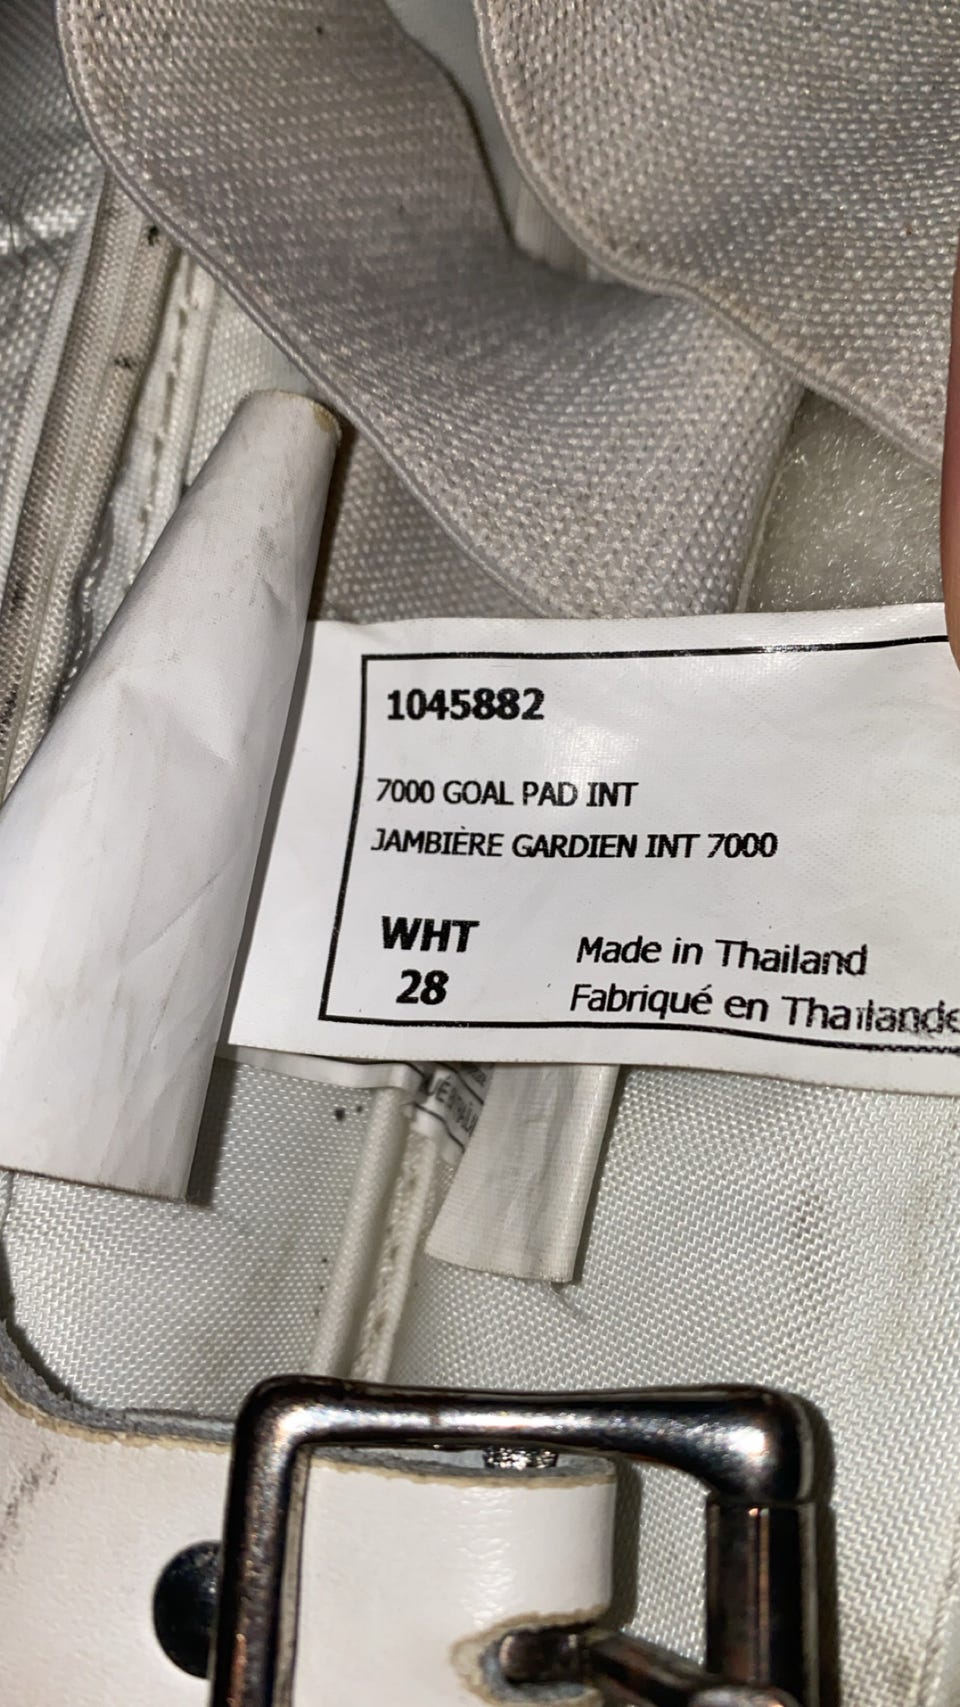 1045882
7000 GOAL PAD INT
JAMBIÈRE GARDIEN INT 7000
WHT
28
Made in Thailand
Fabriqué en Thaïlande